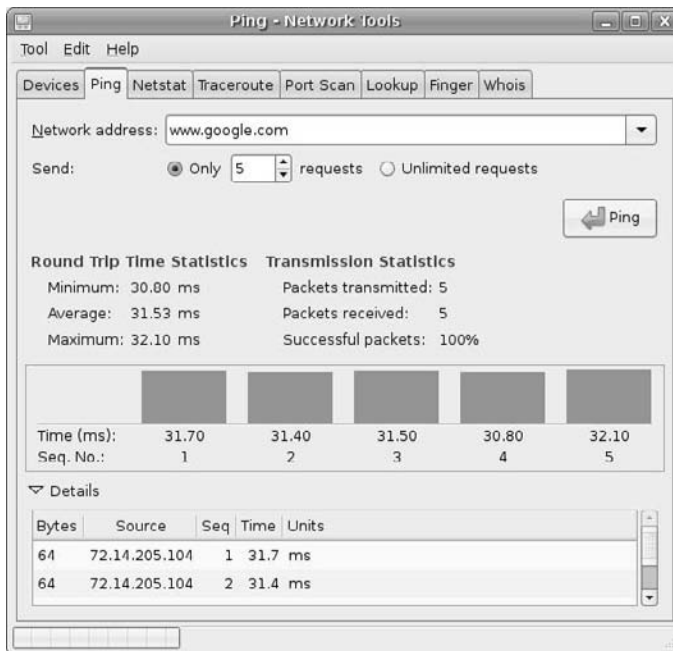 Ping - Network Tools
Tool Edit Help
Devices Ping Netstat Traceroute Port Scan Lookup Finger Whois
Network address: www.google.com
Send: Only 5 requests Unlimited requests
Ping
Round Trip Time Statistics Transmission Statistics
Minimum: 30.80 ms Packets transmitted: 5
Average: 31.53 ms Packets received: 5
Maximum: 32.10 ms Successful packets: 100%
Time (ms): 31.70 31.40 31.50 30.80 32.10
Seq. No.: 1 2 3 4 5
Details
Bytes Source Seq Time Units
64 72.14.205.104 1 31.7 ms
64 72.14.205.104 2 31.4 ms